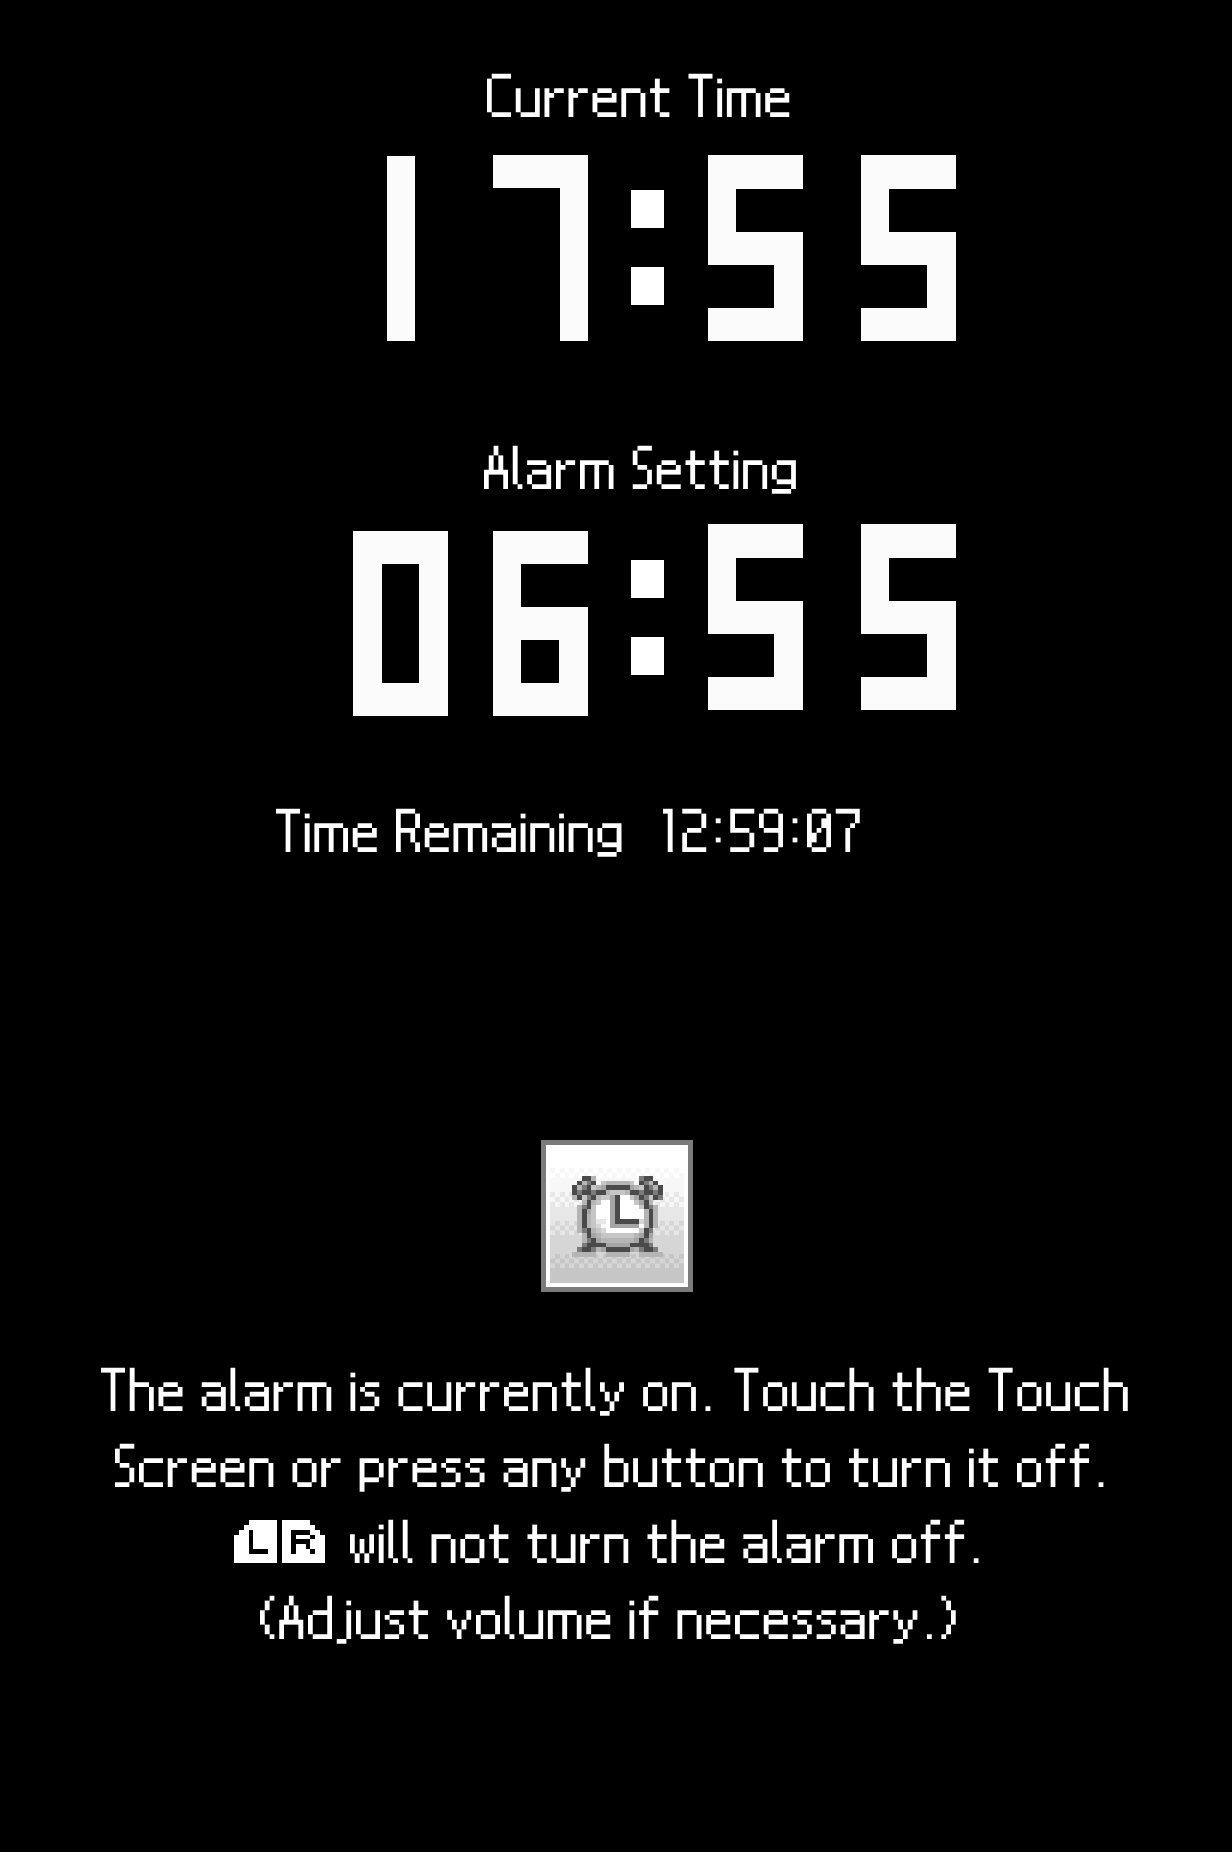 Current Time
17:55
Alarm Setting
06:55
Time Remaining 12:59:07
The alarm is currently on. Touch the Touch
Screen or press any button to turn it off.
L R will not turn the alarm off.
(Adjust volume if necessary.)